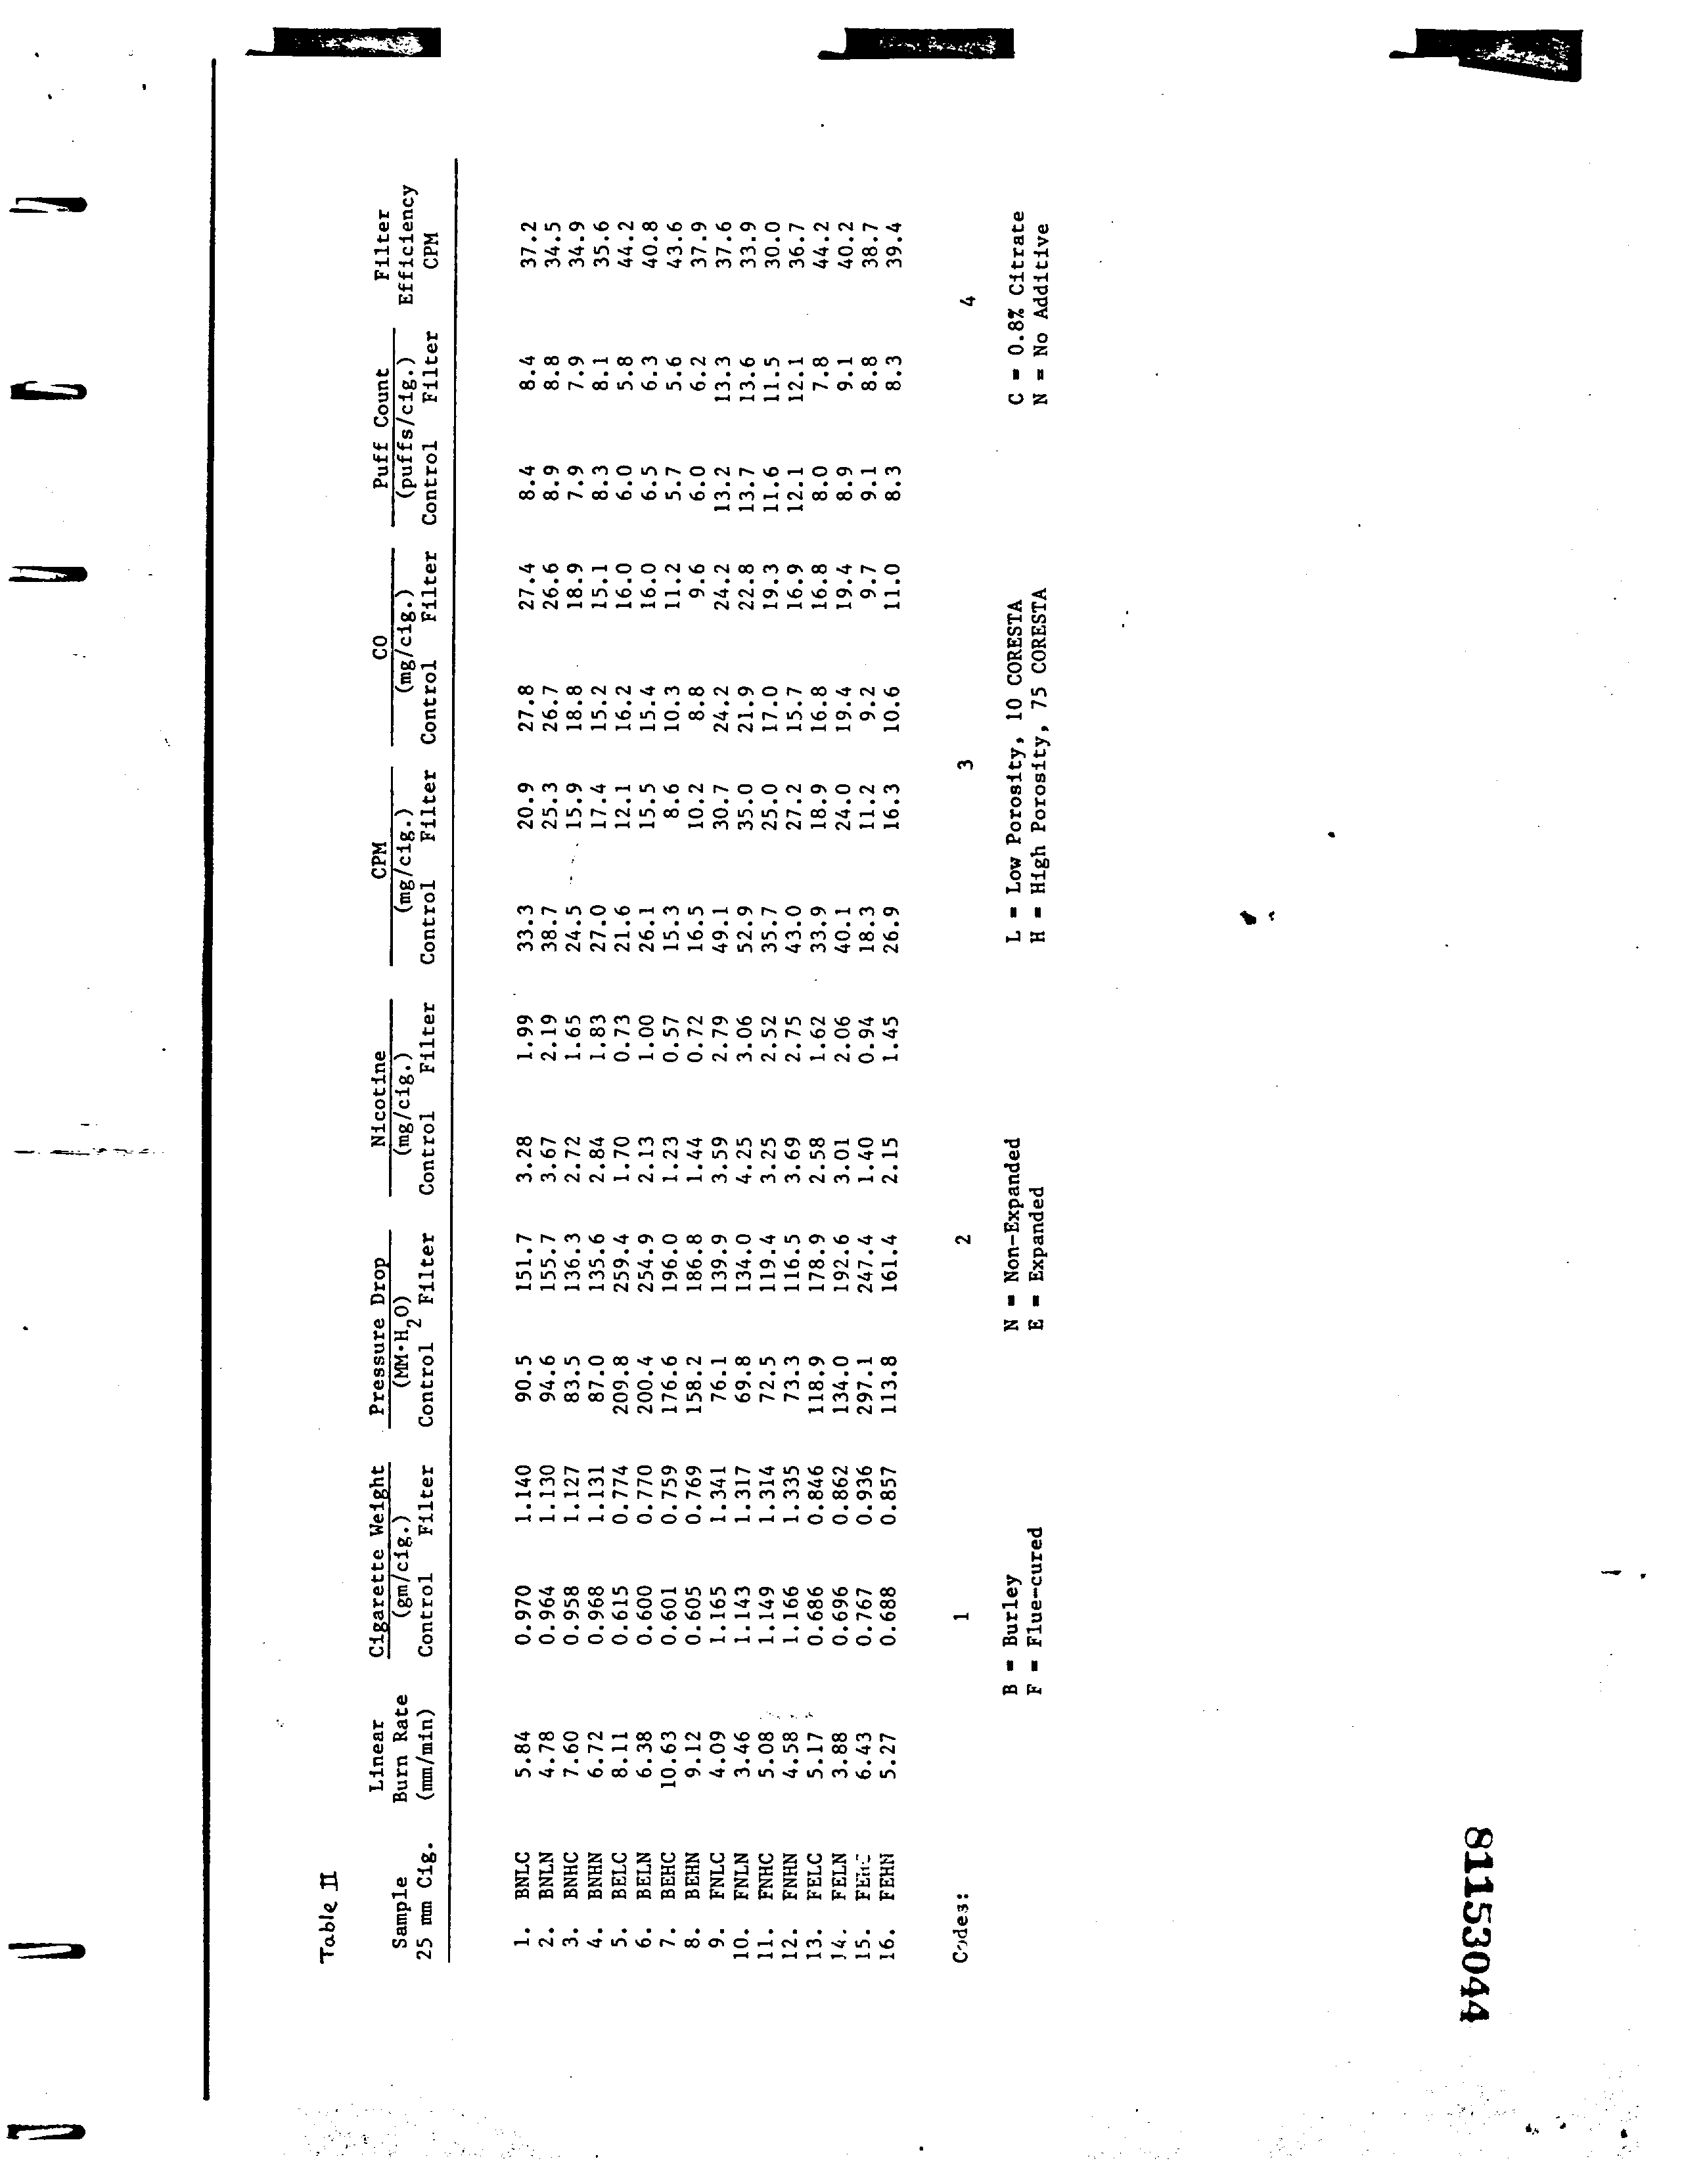 Table II
Sample Linear Cigarette Weight Pressure Drop Nicotine CPM CO Puff Count Filter
25 mm Cig. Burn Rate (gm/cig.) (MM·H2O) (mg/cig.) (mg/cig.) (mg/cig.) (puffs/cig.) Efficiency
(mm/min) Control Filter Control Filter Control Filter Control Filter Control Filter Control Filter CPM
1. BNLC 5.84 0.970 1.140 90.5 151.7 3.28 1.99 33.3 20.9 27.8 27.4 8.4 8.4 37.2
2. BNLN 4.78 0.964 1.130 94.6 155.7 3.67 2.19 38.7 25.3 26.7 26.6 8.9 8.8 34.5
3. BNHC 7.60 0.958 1.127 83.5 136.3 2.72 1.65 24.5 15.9 18.8 18.9 7.9 7.9 34.9
4. BNHN 6.72 0.968 1.131 87.0 135.6 2.84 1.83 27.0 17.4 15.2 15.1 8.3 8.1 35.6
5. BELC 8.11 0.615 0.774 209.8 259.4 1.70 0.73 21.6 12.1 16.2 16.0 6.0 5.8 44.2
6. BELN 6.38 0.600 0.770 200.4 254.9 2.13 1.00 26.1 15.5 15.4 16.0 6.5 6.3 40.8
7. BEHC 10.63 0.601 0.759 176.6 196.0 1.23 0.57 15.3 8.6 10.3 11.2 5.7 5.6 43.6
8. BEHN 9.12 0.605 0.769 158.2 186.8 1.44 0.72 16.5 10.2 8.8 9.6 6.0 6.2 37.9
9. FNLC 4.09 1.165 1.341 76.1 139.9 3.59 2.79 49.1 30.7 24.2 24.2 13.2 13.3 37.6
10. FNLN 3.46 1.143 1.317 69.8 134.0 4.25 3.06 52.9 35.0 21.9 22.8 13.7 13.6 33.9
11. FNHC 5.08 1.149 1.314 72.5 119.4 3.25 2.52 35.7 25.0 17.0 19.3 11.6 11.5 30.0
12. FNHN 4.58 1.166 1.335 73.3 116.5 3.69 2.75 43.0 27.2 15.7 16.9 12.1 12.1 36.7
13. FELC 5.17 0.686 0.846 118.9 178.9 2.58 1.62 33.9 18.9 16.8 16.8 8.0 7.8 44.2
14. FELN 3.88 0.696 0.862 134.0 192.6 3.01 2.06 40.1 24.0 19.4 19.4 8.9 9.1 40.2
15. FEHC 6.43 0.767 0.936 297.1 247.4 1.40 0.94 18.3 11.2 9.2 9.7 9.1 8.8 38.7
16. FEHN 5.27 0.688 0.857 113.8 161.4 2.15 1.45 26.9 16.3 10.6 11.0 8.3 8.3 39.4
Codes: 1 2 3 4
B = Burley N = Non-Expanded L = Low Porosity, 10 CORESTA C = 0.8% Citrate
F = Flue-cured E = Expanded H = High Porosity, 75 CORESTA N = No Additive
81153044